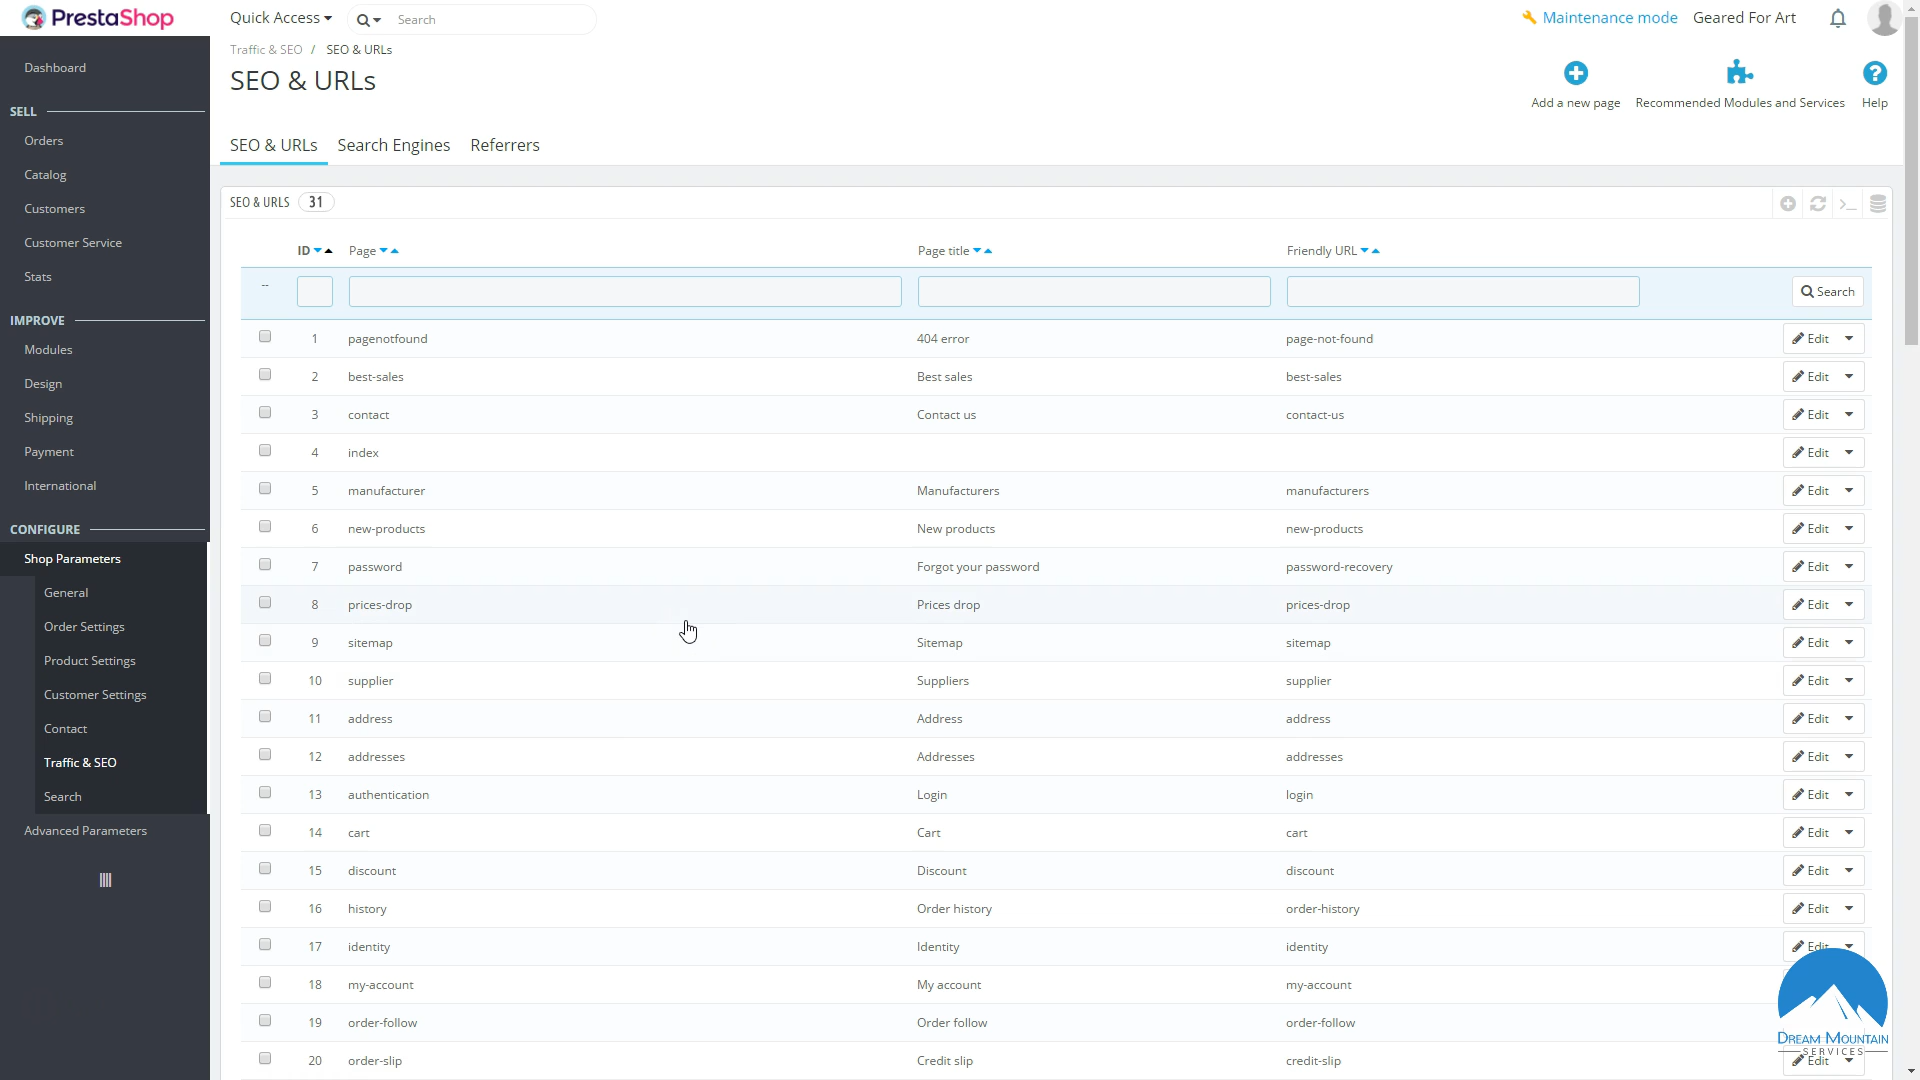 PrestaShop
Quick Access
Search
Maintenance mode
Geared For Art
Traffic & SEO / SEO & URLs
SEO & URLs
Add a new page
Recommended Modules and Services
Help
SEO & URLs
Search Engines
Referrers
Dashboard
SELL
Orders
Catalog
Customers
Customer Service
Stats
IMPROVE
Modules
Design
Shipping
Payment
International
CONFIGURE
Shop Parameters
General
Order Settings
Product Settings
Customer Settings
Contact
Traffic & SEO
Search
Advanced Parameters
SEO & URLS 31
ID Page Page title Friendly URL
-- Search
1 pagenotfound 404 error page-not-found Edit
2 best-sales Best sales best-sales Edit
3 contact Contact us contact-us Edit
4 index Edit
5 manufacturer Manufacturers manufacturers Edit
6 new-products New products new-products Edit
7 password Forgot your password password-recovery Edit
8 prices-drop Prices drop prices-drop Edit
9 sitemap Sitemap sitemap Edit
10 supplier Suppliers supplier Edit
11 address Address address Edit
12 addresses Addresses addresses Edit
13 authentication Login login Edit
14 cart Cart cart Edit
15 discount Discount discount Edit
16 history Order history order-history Edit
17 identity Identity identity Edit
18 my-account My account my-account
19 order-follow Order follow order-follow
20 order-slip Credit slip credit-slip Edit
DREAM MOUNTAIN
SERVICES